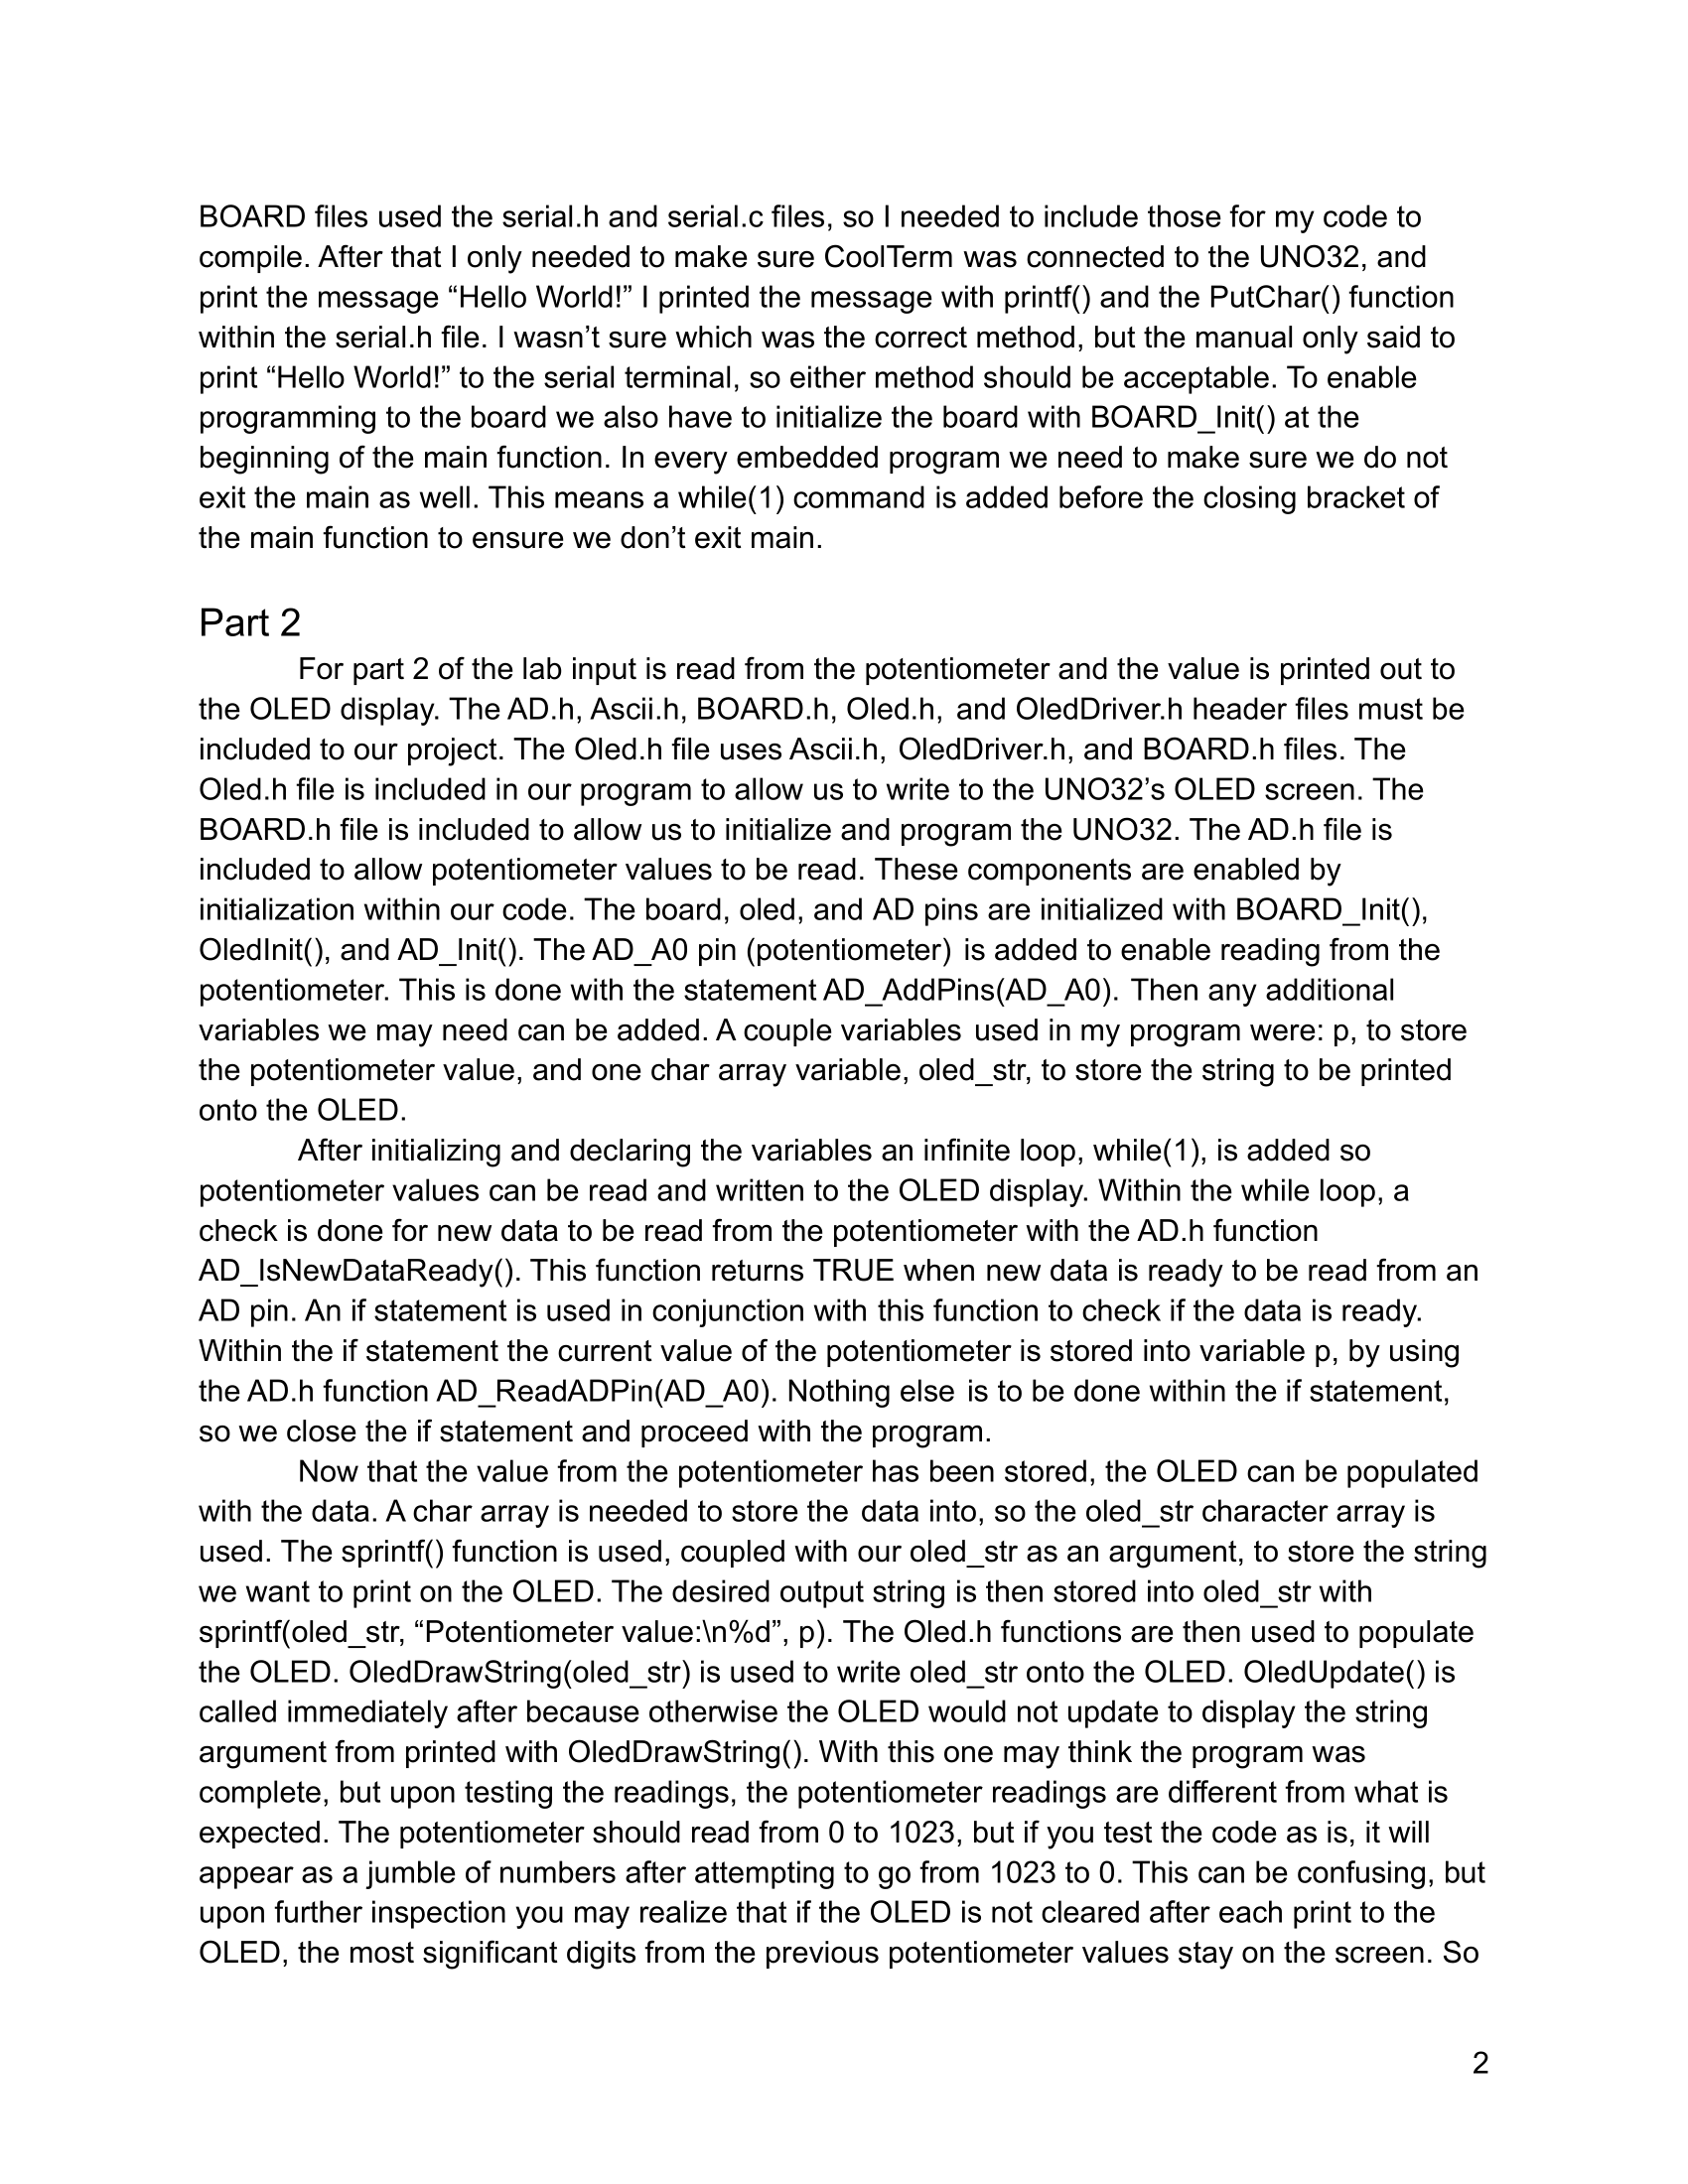 BOARD files used the serial.h and serial.c files, so I needed to include those for my code to
compile. After that I only needed to make sure CoolTerm was connected to the UNO32, and
print the message “Hello World!” I printed the message with printf() and the PutChar() function
within the serial.h file. I wasn’t sure which was the correct method, but the manual only said to
print “Hello World!” to the serial terminal, so either method should be acceptable. To enable
programming to the board we also have to initialize the board with BOARD_Init() at the
beginning of the main function. In every embedded program we need to make sure we do not
exit the main as well. This means a while(1) command is added before the closing bracket of
the main function to ensure we don’t exit main.
Part 2
For part 2 of the lab input is read from the potentiometer and the value is printed out to
the OLED display. The AD.h, Ascii.h, BOARD.h, Oled.h, and OledDriver.h header files must be
included to our project. The Oled.h file uses Ascii.h, OledDriver.h, and BOARD.h files. The
Oled.h file is included in our program to allow us to write to the UNO32’s OLED screen. The
BOARD.h file is included to allow us to initialize and program the UNO32. The AD.h file is
included to allow potentiometer values to be read. These components are enabled by
initialization within our code. The board, oled, and AD pins are initialized with BOARD_Init(),
OledInit(), and AD_Init(). The AD_A0 pin (potentiometer) is added to enable reading from the
potentiometer. This is done with the statement AD_AddPins(AD_A0). Then any additional
variables we may need can be added. A couple variables used in my program were: p, to store
the potentiometer value, and one char array variable, oled_str, to store the string to be printed
onto the OLED.
After initializing and declaring the variables an infinite loop, while(1), is added so
potentiometer values can be read and written to the OLED display. Within the while loop, a
check is done for new data to be read from the potentiometer with the AD.h function
AD_IsNewDataReady(). This function returns TRUE when new data is ready to be read from an
AD pin. An if statement is used in conjunction with this function to check if the data is ready.
Within the if statement the current value of the potentiometer is stored into variable p, by using
the AD.h function AD_ReadADPin(AD_A0). Nothing else is to be done within the if statement,
so we close the if statement and proceed with the program.
Now that the value from the potentiometer has been stored, the OLED can be populated
with the data. A char array is needed to store the data into, so the oled_str character array is
used. The sprintf() function is used, coupled with our oled_str as an argument, to store the string
we want to print on the OLED. The desired output string is then stored into oled_str with
sprintf(oled_str, “Potentiometer value:\n%d”, p). The Oled.h functions are then used to populate
the OLED. OledDrawString(oled_str) is used to write oled_str onto the OLED. OledUpdate() is
called immediately after because otherwise the OLED would not update to display the string
argument from printed with OledDrawString(). With this one may think the program was
complete, but upon testing the readings, the potentiometer readings are different from what is
expected. The potentiometer should read from 0 to 1023, but if you test the code as is, it will
appear as a jumble of numbers after attempting to go from 1023 to 0. This can be confusing, but
upon further inspection you may realize that if the OLED is not cleared after each print to the
OLED, the most significant digits from the previous potentiometer values stay on the screen. So
2